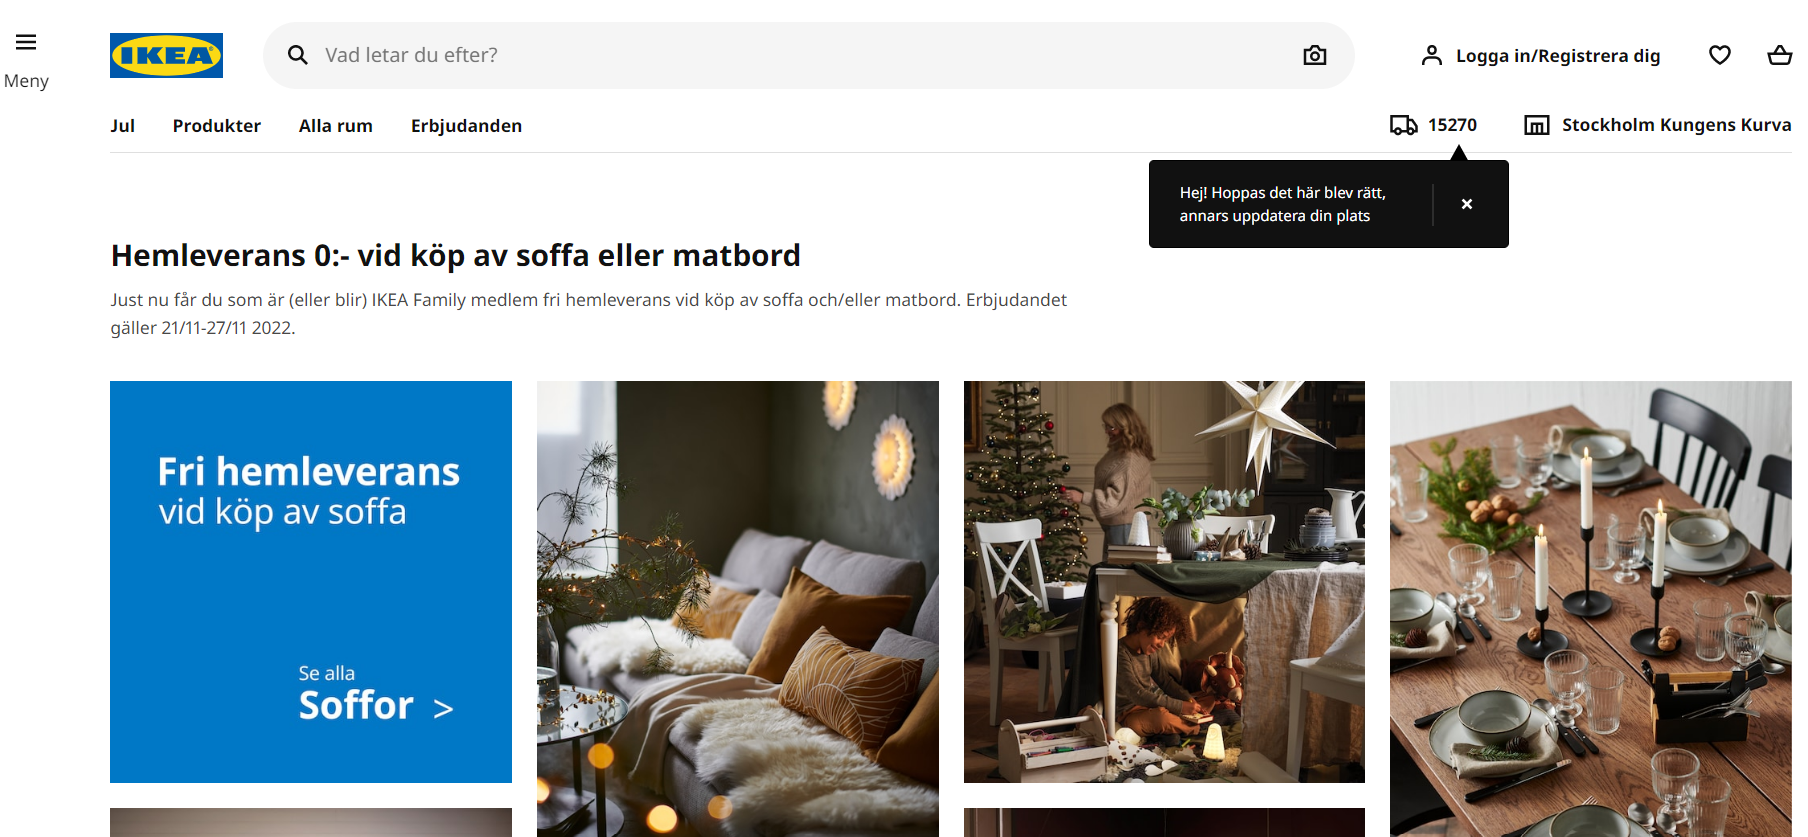 Meny
IKEA
Vad letar du efter?
Logga in/Registrera dig
Jul
Produkter
Alla rum
Erbjudanden
15270
Stockholm Kungens Kurva
Hej! Hoppas det här blev rätt,
annars uppdatera din plats
Hemleverans 0:- vid köp av soffa eller matbord
Just nu får du som är (eller blir) IKEA Family medlem fri hemleverans vid köp av soffa och/eller matbord. Erbjudandet
gäller 21/11-27/11 2022.
Fri hemleverans
vid köp av soffa
Se alla
Soffor >